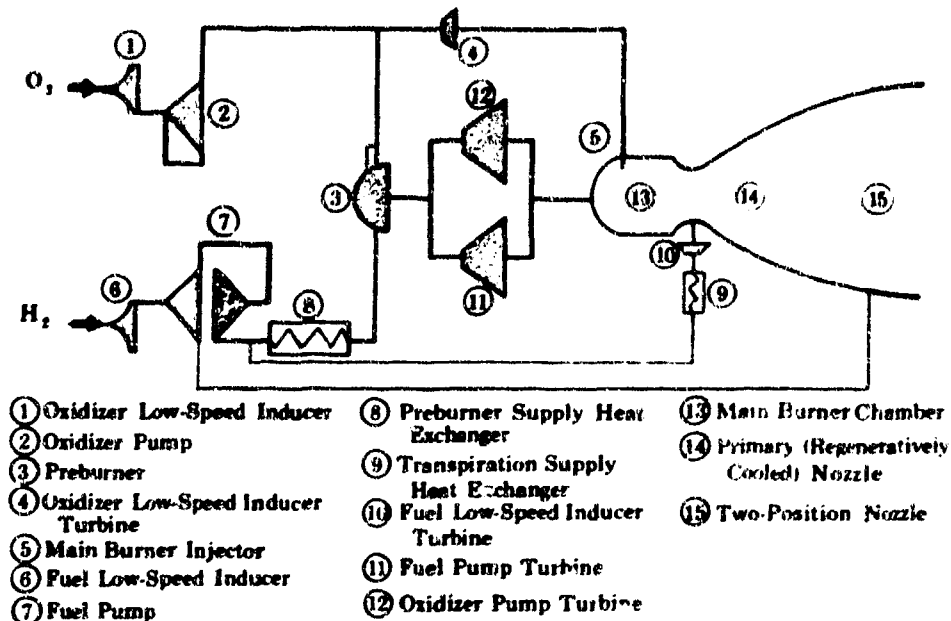 ①
O₂
②
④
⑫
⑤
③
⑬
⑭
⑮
⑦
⑩
⑥
⑪
⑧
⑨
H₂
① Oxidizer Low-Speed Inducer
② Oxidizer Pump
③ Preburner
④ Oxidizer Low-Speed Inducer
Turbine
⑤ Main Burner Injector
⑥ Fuel Low-Speed Inducer
⑦ Fuel Pump
⑧ Preburner Supply Heat
Exchanger
⑨ Transpiration Supply
Heat Exchanger
⑩ Fuel Low-Speed Inducer
Turbine
⑪ Fuel Pump Turbine
⑫ Oxidizer Pump Turbine
⑬ Main Burner Chamber
⑭ Primary (Regeneratively
Cooled) Nozzle
⑮ Two-Position Nozzle